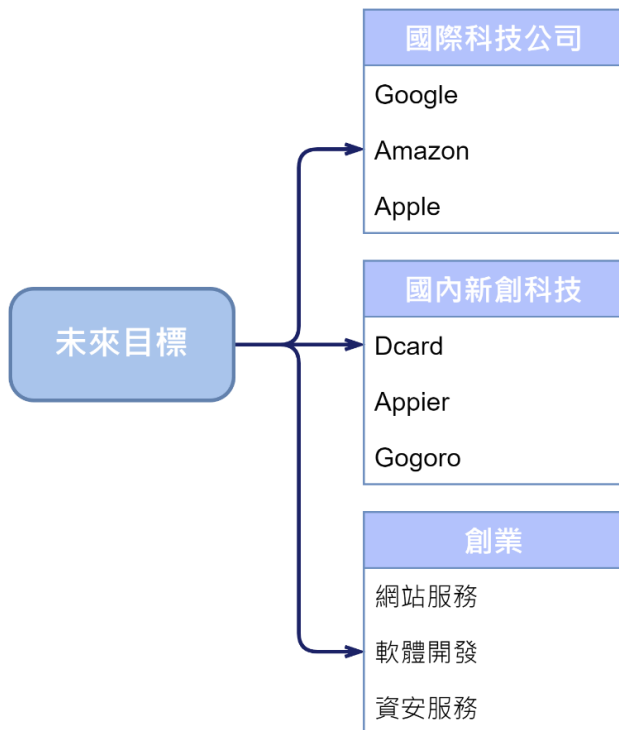 未來目標
國際科技公司
Google
Amazon
Apple
國內新創科技
Dcard
Appier
Gogoro
創業
網站服務
軟體開發
資安服務